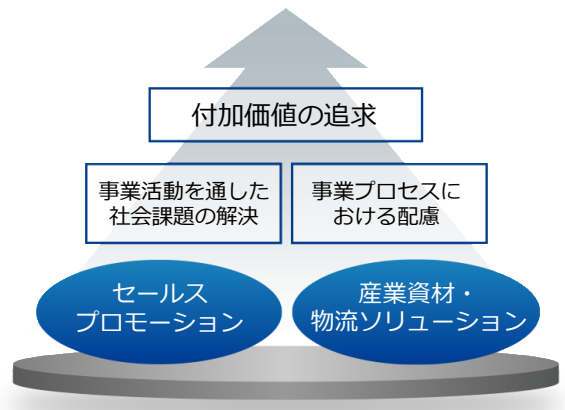 付加価値の追求
事業活動を通した
社会課題の解決
事業プロセスに
おける配慮
セールス
プロモーション
産業資材・
物流ソリューション